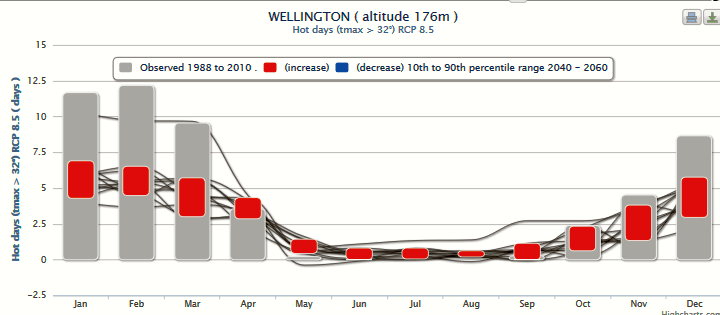 WELLINGTON ( altitude 176m )
Hot days (tmax > 32°) RCP 8.5
Observed 1988 to 2010 . (increase) (decrease) 10th to 90th percentile range 2040 - 2060
Hot days (tmax > 32°) RCP 8.5 ( days )
15
12.5
10
7.5
5
2.5
0
-2.5
Jan Feb Mar Apr May Jun Jul Aug Sep Oct Nov Dec